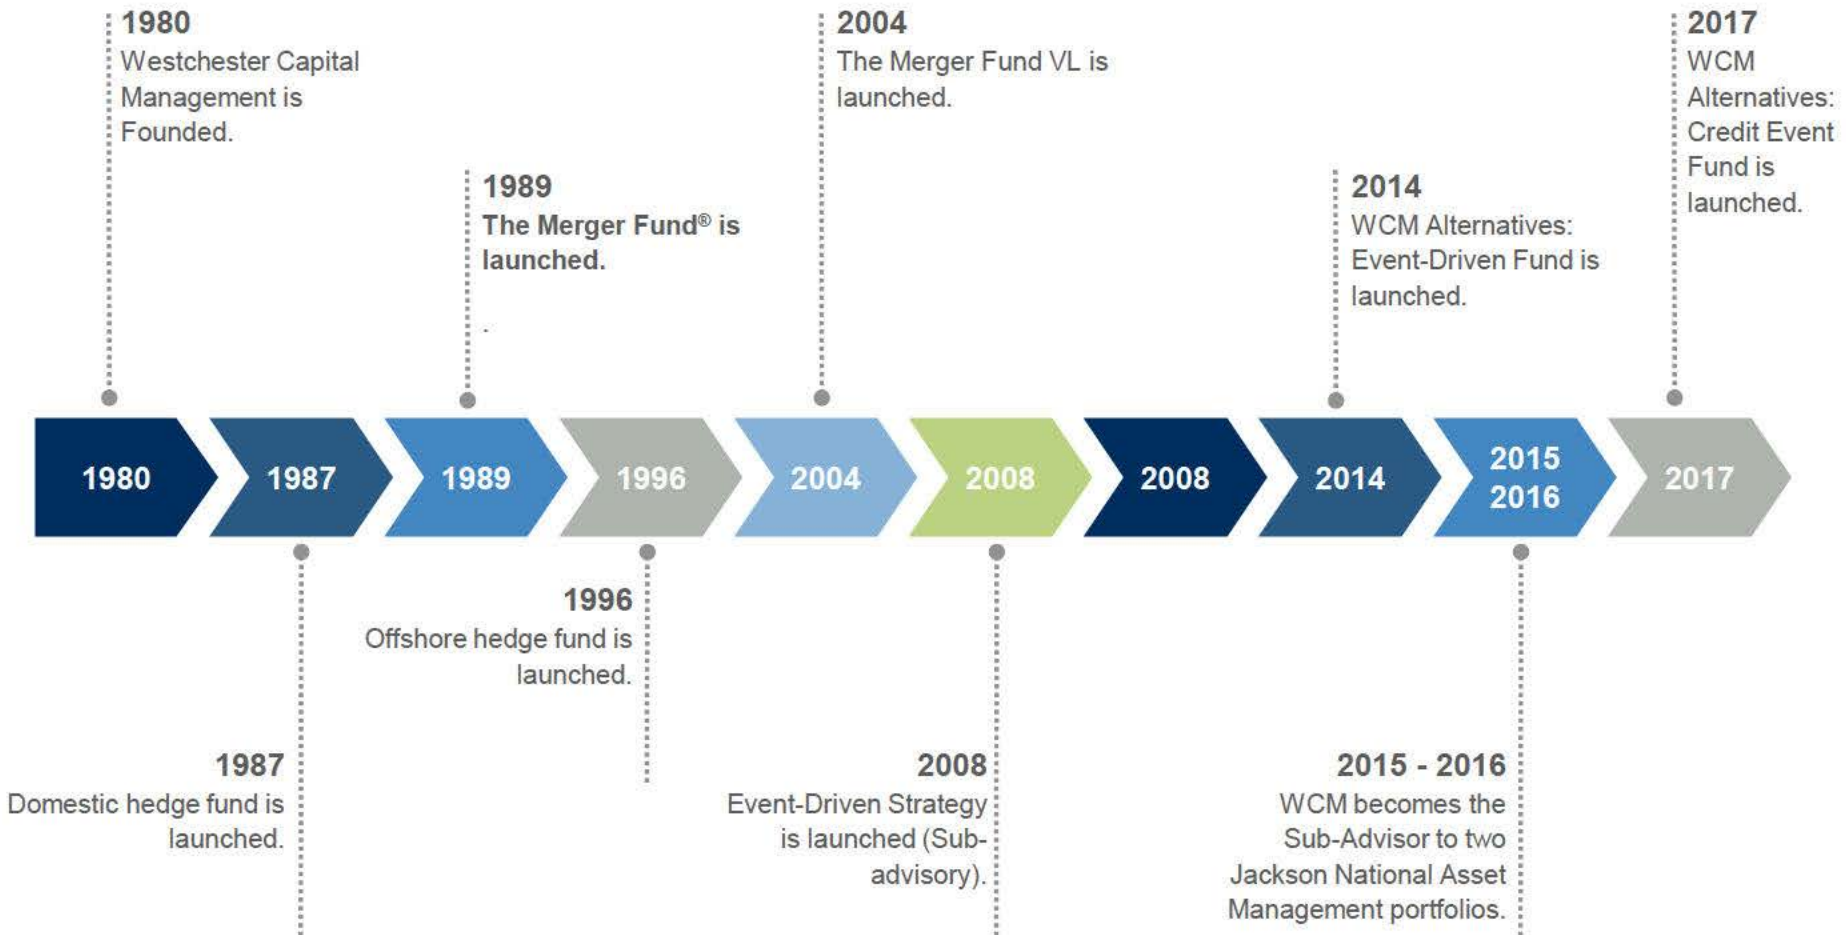 1980
Westchester Capital
Management is
Founded.
1989
The Merger Fund® is
launched.
.
2004
The Merger Fund VL is
launched.
2014
WCM Alternatives:
Event-Driven Fund is
launched.
2017
WCM
Alternatives:
Credit Event
Fund is
launched.
1980
1987
1989
1996
2004
2008
2008
2014
2015
2016
2017
1987
Domestic hedge fund is
launched.
1996
Offshore hedge fund is
launched.
2008
Event-Driven Strategy
is launched (Sub-
advisory).
2015 - 2016
WCM becomes the
Sub-Advisor to two
Jackson National Asset
Management portfolios.